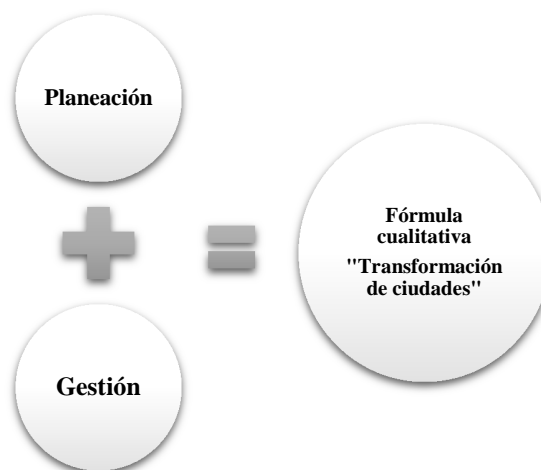 Planeación
Gestión
Fórmula
cualitativa
"Transformación
de ciudades"